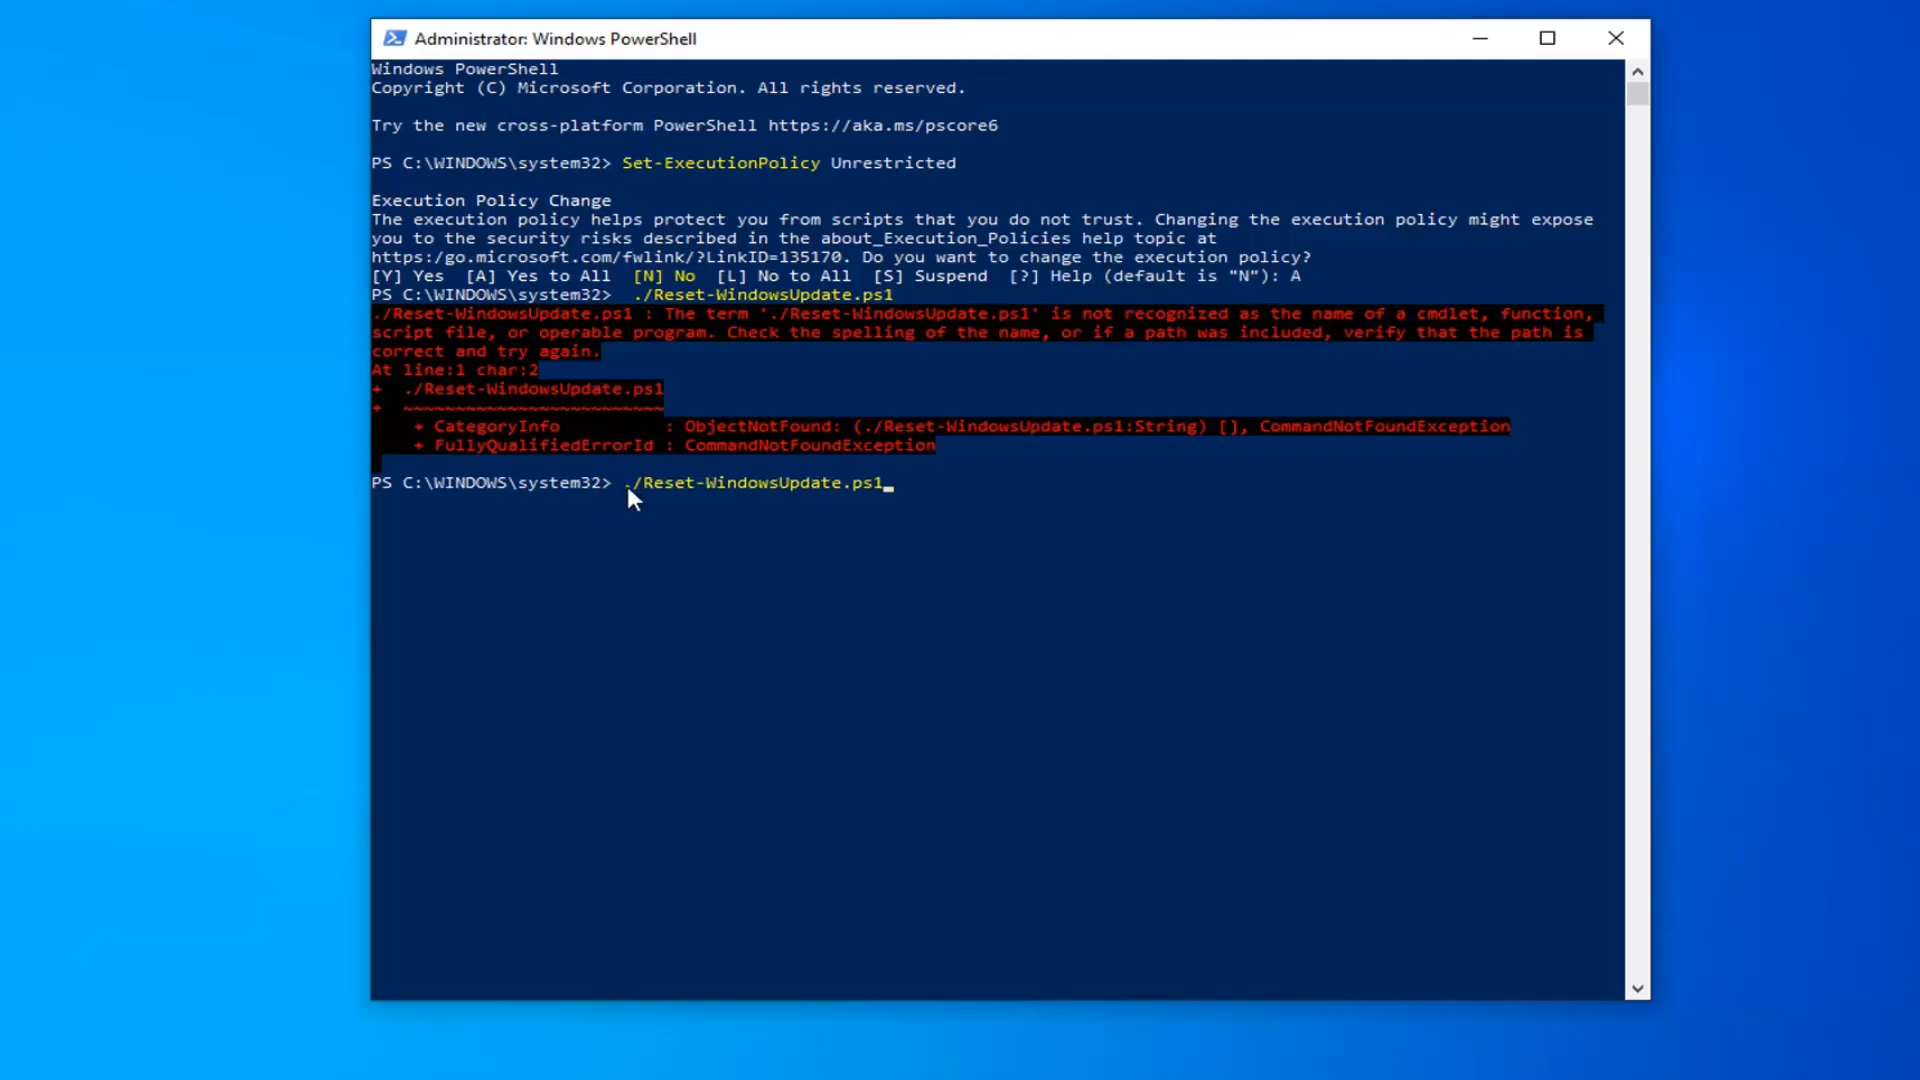 Administrator: Windows PowerShell
Windows PowerShell
Copyright (C) Microsoft Corporation. All rights reserved.
Try the new cross-platform PowerShell https://aka.ms/pscore6
PS C:\WINDOWS\system32> Set-ExecutionPolicy Unrestricted
Execution Policy Change
The execution policy helps protect you from scripts that you do not trust. Changing the execution policy might expose
you to the security risks described in the about_Execution_Policies help topic at
https:/go.microsoft.com/fwlink/?LinkID=135170. Do you want to change the execution policy?
[Y] Yes  [A] Yes to All  [N] No  [L] No to All  [S] Suspend  [?] Help (default is "N"): A
PS C:\WINDOWS\system32>  ./Reset-WindowsUpdate.ps1
./Reset-WindowsUpdate.ps1 : The term './Reset-WindowsUpdate.ps1' is not recognized as the name of a cmdlet, function,
script file, or operable program. Check the spelling of the name, or if a path was included, verify that the path is
correct and try again.
At line:1 char:2
+  ./Reset-WindowsUpdate.ps1
+  ~~~~~~~~~~~~~~~~~~~~~~~~~
    + CategoryInfo          : ObjectNotFound: (./Reset-WindowsUpdate.ps1:String) [], CommandNotFoundException
    + FullyQualifiedErrorId : CommandNotFoundException
PS C:\WINDOWS\system32> ./Reset-WindowsUpdate.ps1_